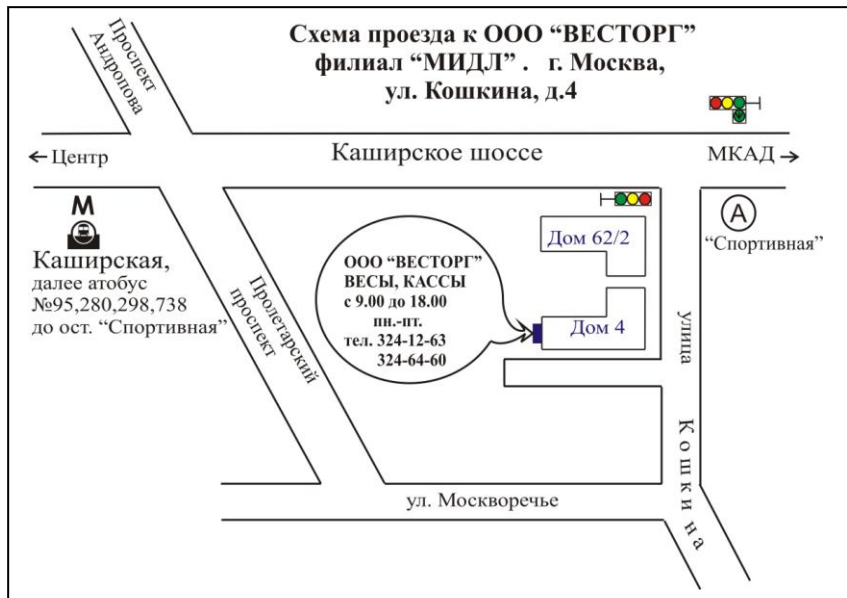 Схема проезда к ООО “ВЕСТОРГ”
филиал “МИДЛ” . г. Москва,
ул. Кошкина, д.4
Проспект
Андропова
← Центр
Каширское шоссе
МКАД →
М
Каширская,
далее атобус
№95,280,298,738
до ост. “Спортивная”
А
“Спортивная”
Дом 62/2
ООО “ВЕСТОРГ”
ВЕСЫ, КАССЫ
с 9.00 до 18.00
пн.-пт.
тел. 324-12-63
324-64-60
Дом 4
Пролетарский
проспект
улица Кошкина
ул. Москворечье